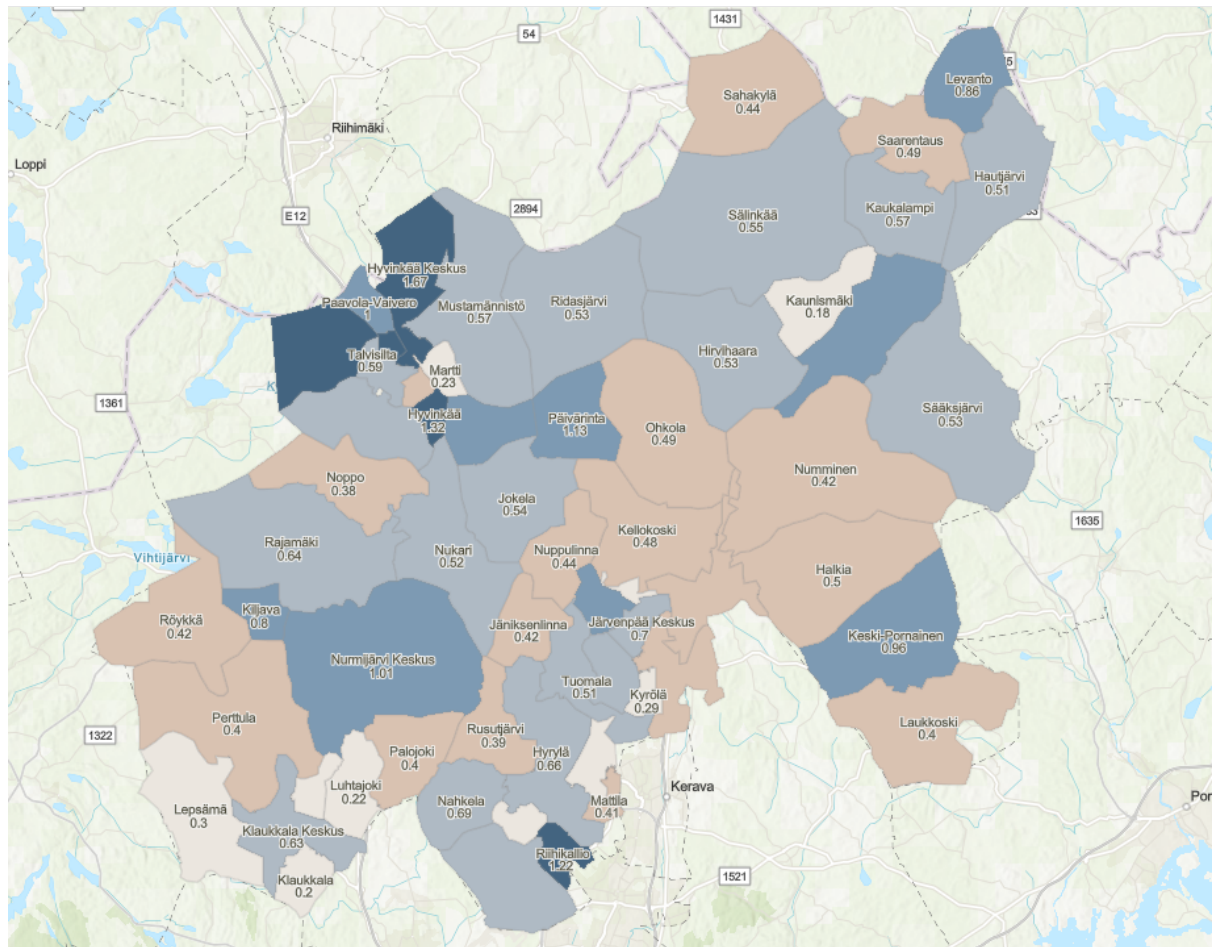 1431
54
75
Levanto
0.86
Sahakylä
0.44
Riihimäki
Saarentaus
0.49
Loppi
Hautjärvi
0.51
E12
2894
Sälinkää
0.55
Kaukalampi
0.57
Hyvinkää Keskus
1.67
Paavola-Vaivero
1
Mustamännistö
0.57
Ridasjärvi
0.53
Kaunismäki
0.18
Talvisilta
0.59
Martti
0.23
Hirvihaara
0.53
1361
Hyvinkää
1.32
Päivärinta
1.13
Ohkola
0.49
Sääksjärvi
0.53
Noppo
0.38
Numminen
0.42
Jokela
0.54
1635
Rajamäki
0.64
Nukari
0.52
Kellokoski
0.48
Nuppulinna
0.44
Vihtijärvi
Halkia
0.5
Kiljava
0.8
Röykkä
0.42
Jäniksenlinna
0.42
Järvenpää Keskus
0.7
Keski-Pornainen
0.96
Nurmijärvi Keskus
1.01
Tuomala
0.51
Kyrölä
0.29
Perttula
0.4
Laukkoski
0.4
1322
Rusutjärvi
0.39
Palojoki
0.4
Hyrylä
0.66
Luhtajoki
0.22
Kerava
Lepsämä
0.3
Nahkela
0.69
Mattila
0.41
Por
Klaukkala Keskus
0.63
Riihikallio
1.22
Klaukkala
0.2
1521